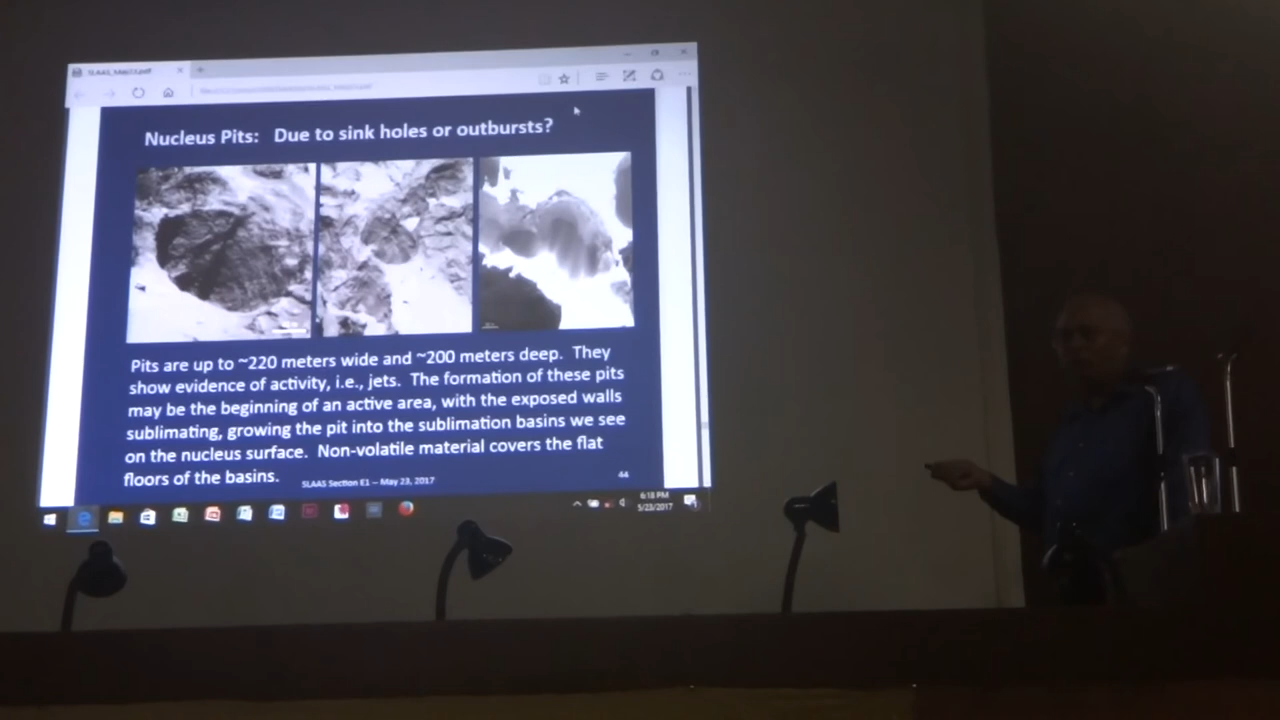 SLAAS_May23.pdf
Nucleus Pits: Due to sink holes or outbursts?
Pits are up to ~220 meters wide and ~200 meters deep. They
show evidence of activity, i.e., jets. The formation of these pits
may be the beginning of an active area, with the exposed walls
sublimating, growing the pit into the sublimation basins we see
on the nucleus surface. Non-volatile material covers the flat
floors of the basins.
SLAAS Section E1 – May 23, 2017
44
6:18 PM
5/23/2017